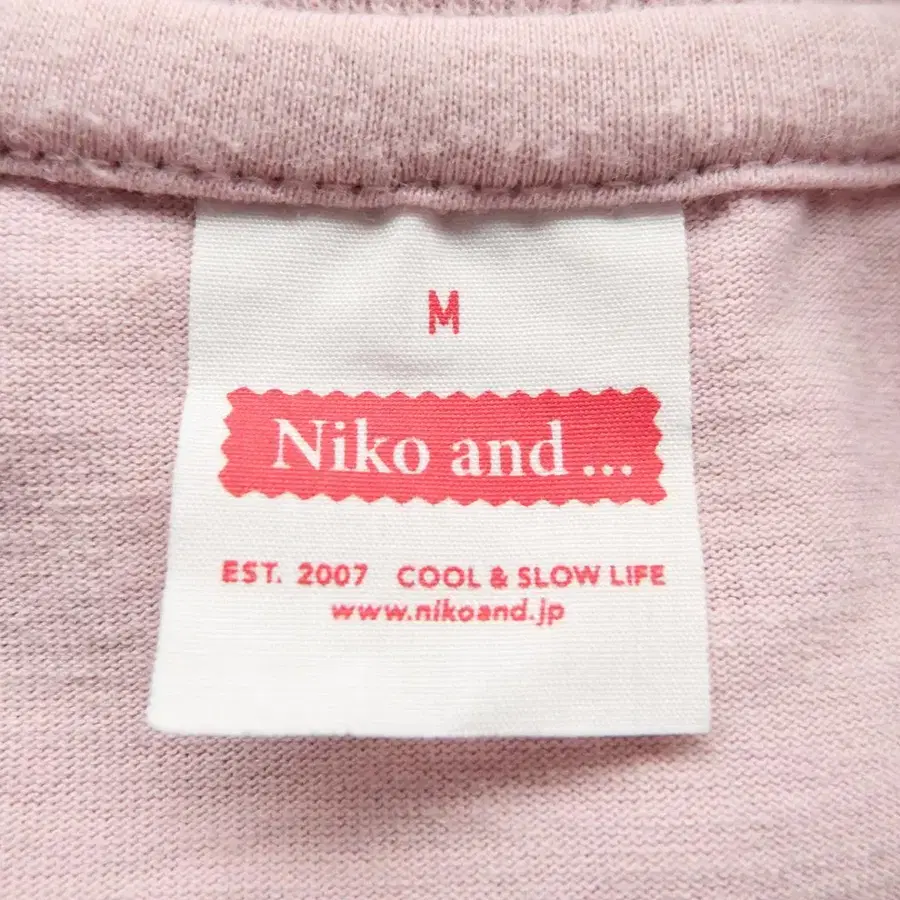 M
Niko and ...
EST. 2007 COOL & SLOW LIFE
www.nikoand.jp